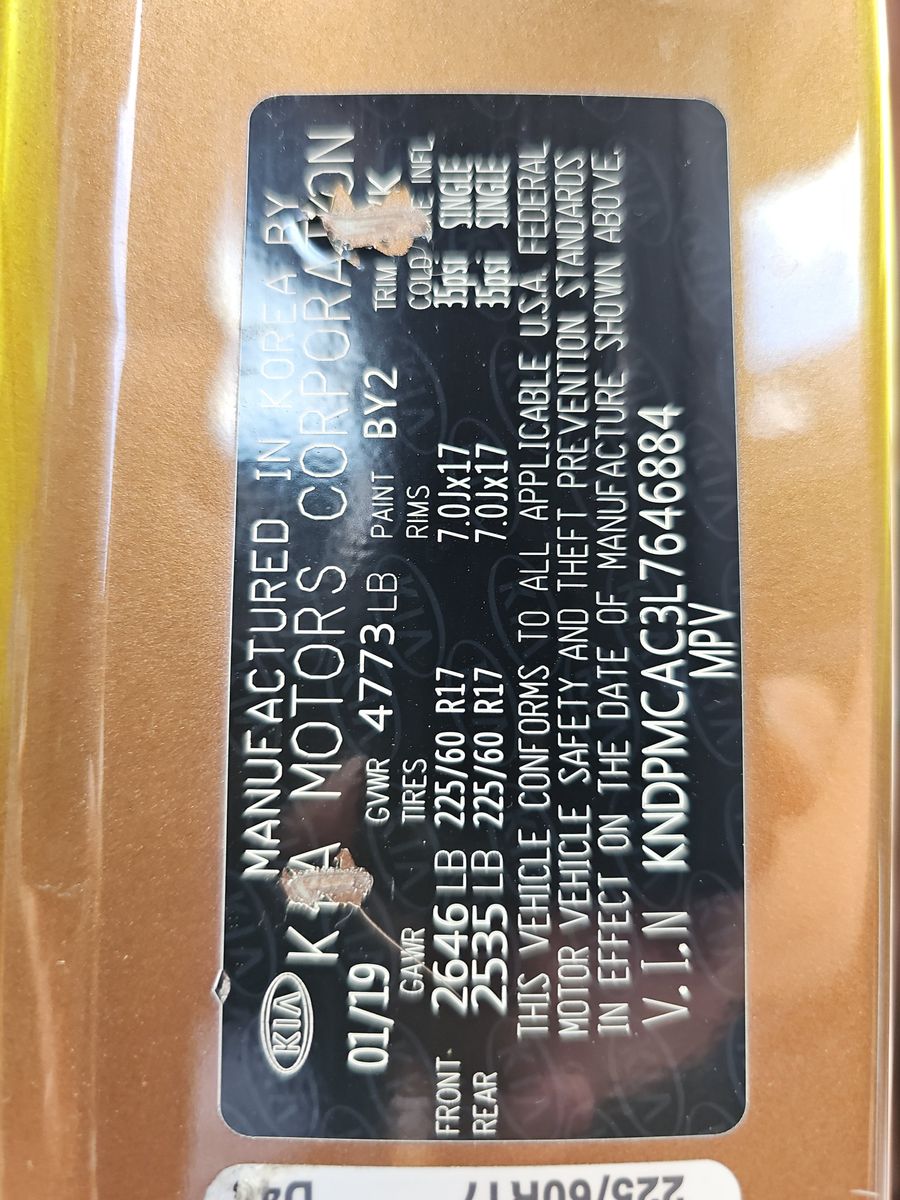 MANUFACTURED IN KOREA BY
KIA KIA MOTORS CORPORATION
01/19 GVWR 4773 LB PAINT BY2 TRIM
GAWR TIRES RIMS COLD TIRE INFL
FRONT 2646 LB 225/60 R17 7.0Jx17 35psi SINGLE
REAR 2535 LB 225/60 R17 7.0Jx17 35psi SINGLE
THIS VEHICLE CONFORMS TO ALL APPLICABLE U.S.A. FEDERAL
MOTOR VEHICLE SAFETY AND THEFT PREVENTION STANDARDS
IN EFFECT ON THE DATE OF MANUFACTURE SHOWN ABOVE.
V.I.N KNDPMCAC3L7646884
MPV
225/60R17